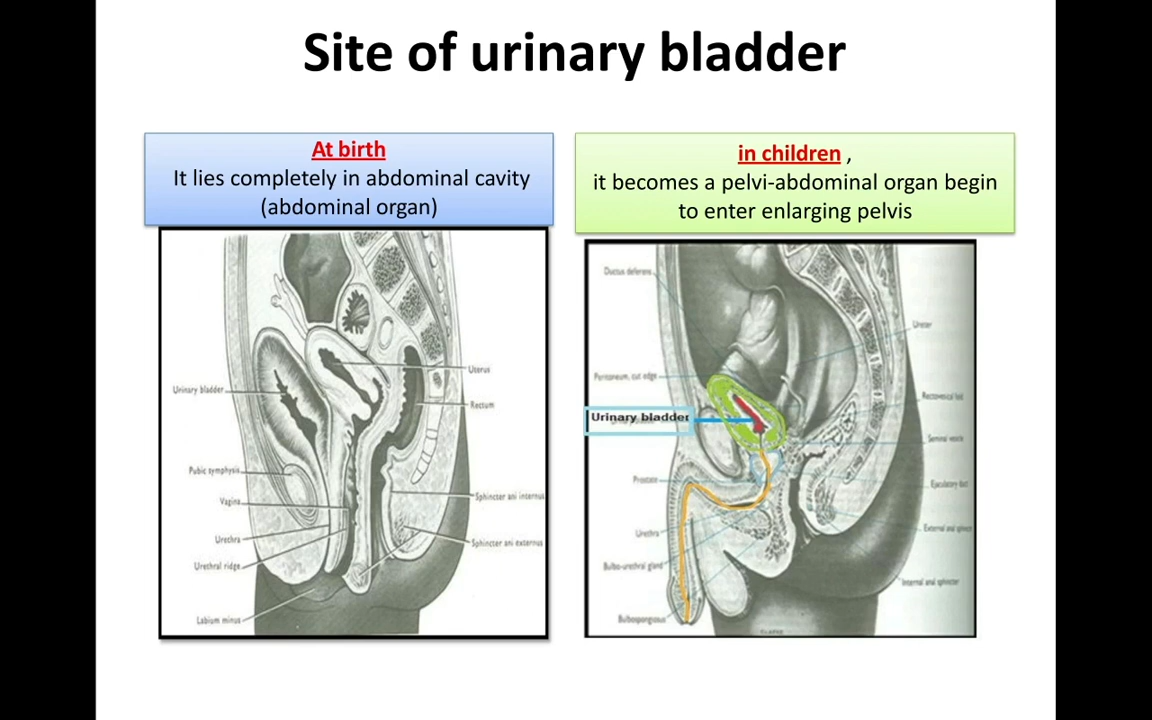 Site of urinary bladder
At birth
It lies completely in abdominal cavity
(abdominal organ)
in children ,
it becomes a pelvi-abdominal organ begin
to enter enlarging pelvis
Urinary bladder
Pubic symphysis
Vagina
Urethra
Urethral ridge
Labium minus
Uterus
Rectum
Sphincter ani internus
Sphincter ani externus
Ductus deferens
Peritoneum, cut edge
Urinary bladder
Prostate
Urethra
Bulbo-urethral gland
Bulbospongiosus
Ureter
Seminal vesicle
Ejaculatory duct
External anal sphincter
Internal anal sphincter